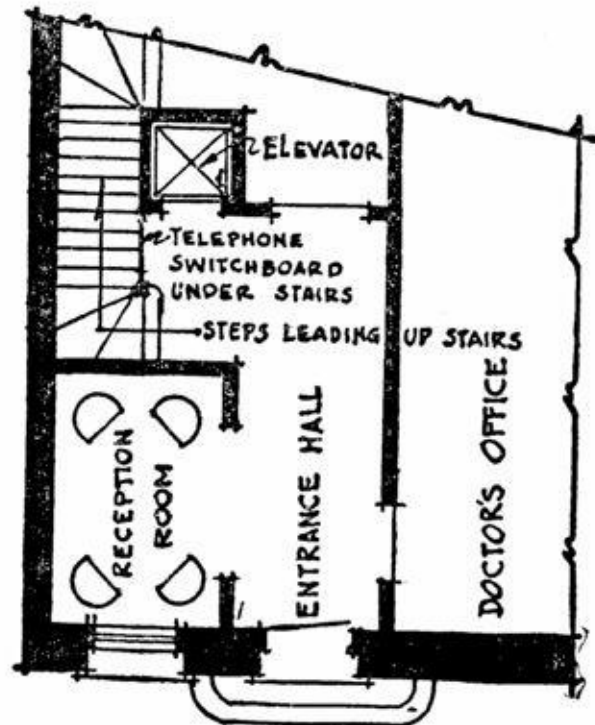 ELEVATOR
TELEPHONE
SWITCHBOARD
UNDER STAIRS
STEPS LEADING UP STAIRS
RECEPTION
ROOM
ENTRANCE HALL
DOCTOR'S OFFICE